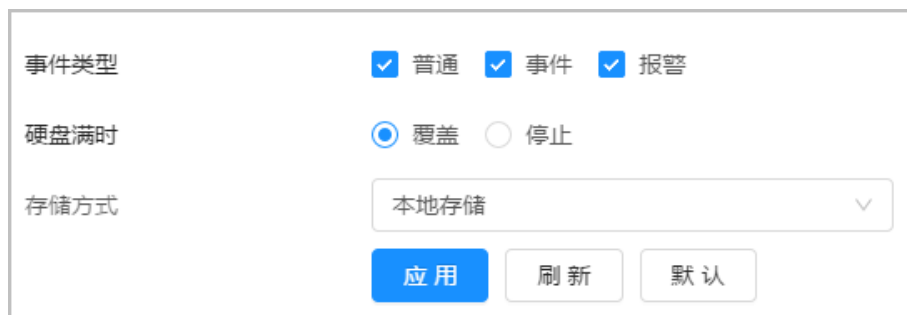 事件类型 普通 事件 报警
硬盘满时 覆盖 停止
存储方式 本地存储
应用 刷新 默认